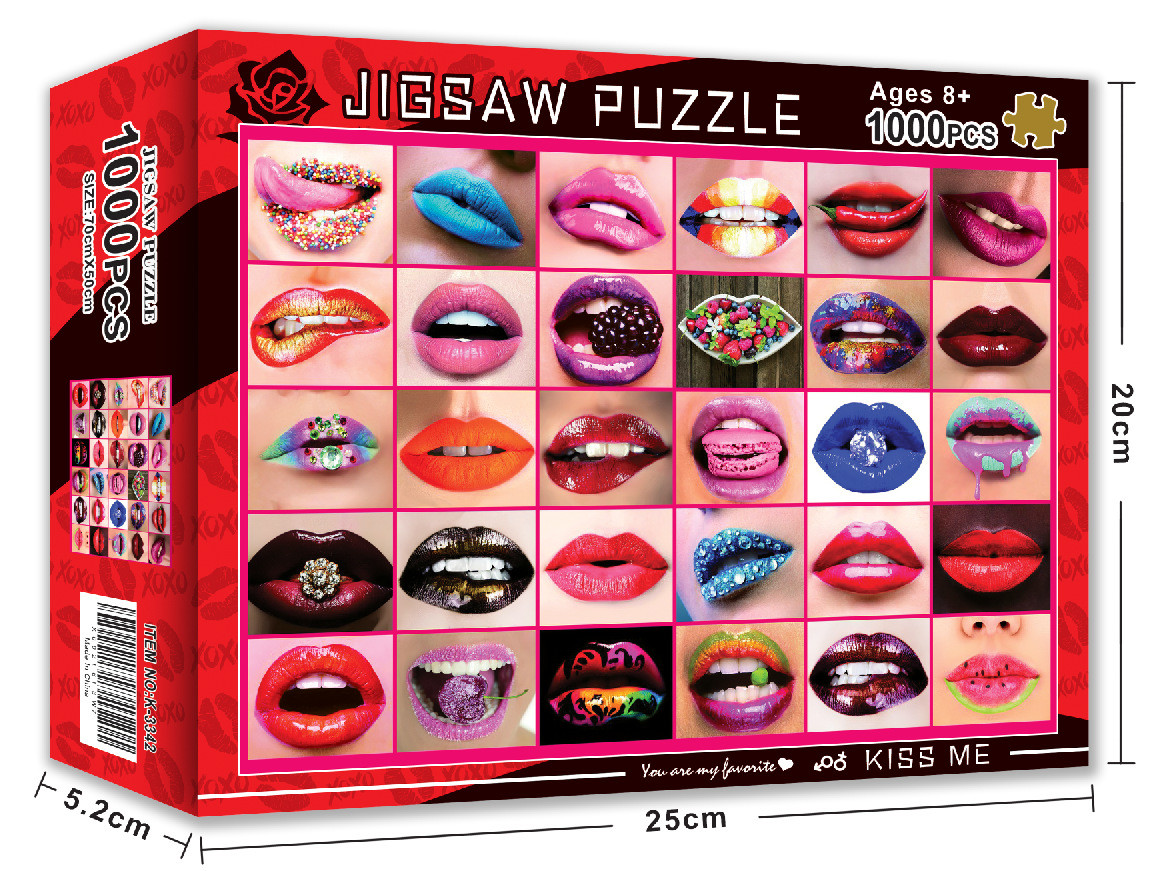 JIGSAW PUZZLE
Ages 8+
1000PCS
JIGSAW PUZZLE
1000PCS
SIZE:70cmX50cm
ITEM NO.:K-3342
Made in China
XOXO
You are my favorite
KISS ME
20cm
25cm
5.2cm